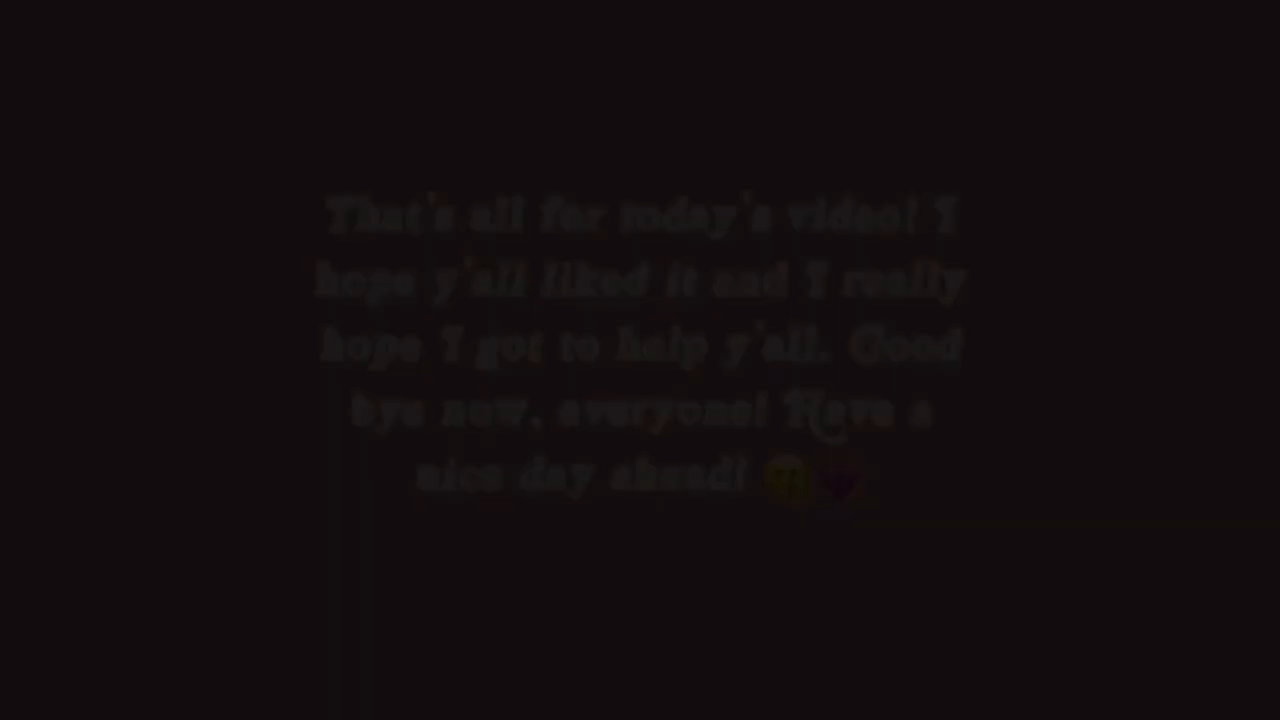 That's all for today's video! I
hope y'all liked it and I really
hope I got to help y'all. Good
bye now, everyone! Have a
nice day ahead!